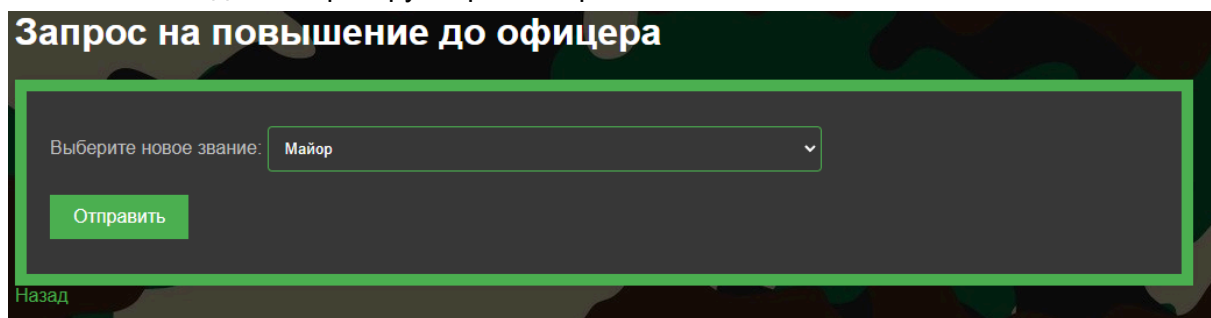 Запрос на повышение до офицера
Выберите новое звание: Майор
Отправить
Назад